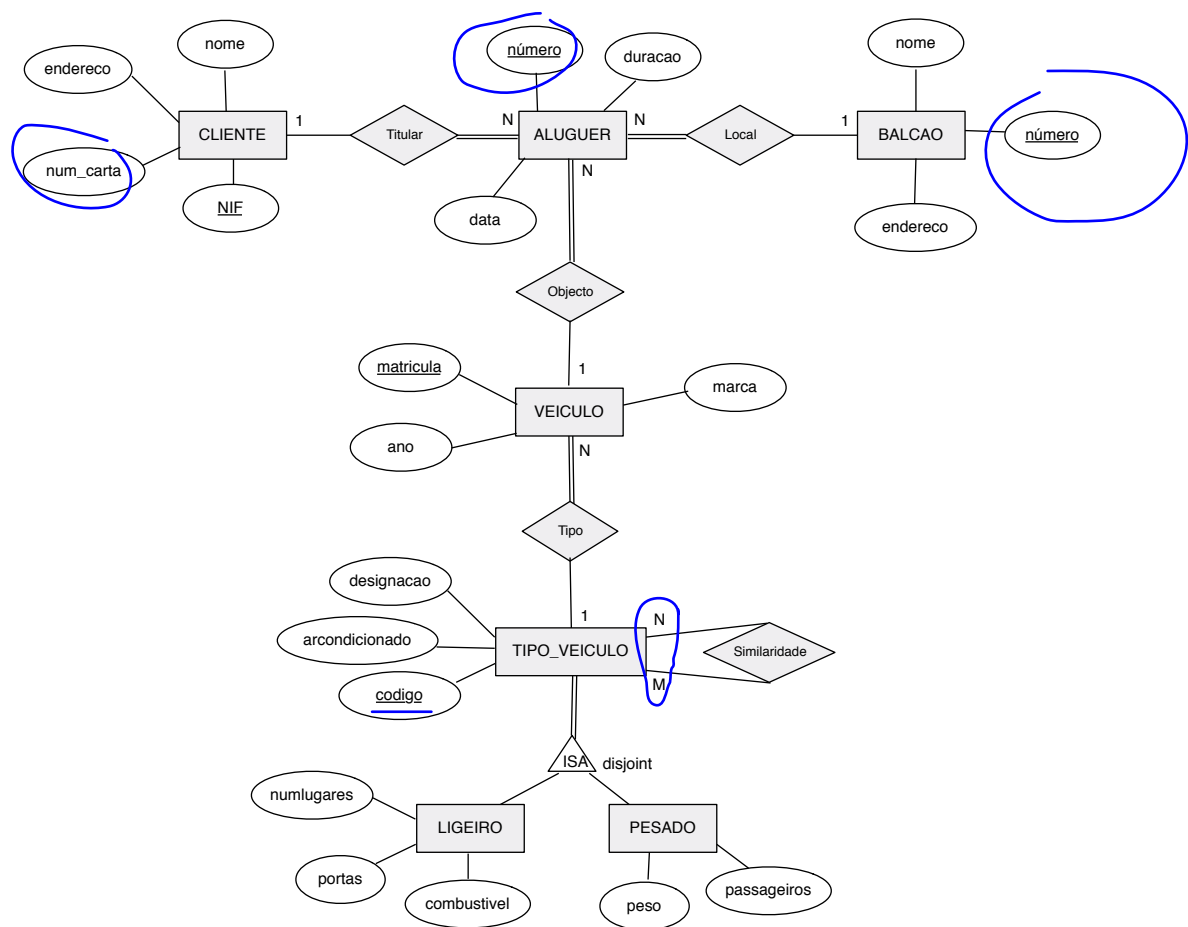 nome
número
duracao
nome
endereco
CLIENTE
1
Titular
N
ALUGUER
N
Local
1
BALCAO
número
num_carta
NIF
data
N
endereco
Objecto
matricula
1
marca
VEICULO
ano
N
Tipo
designacao
1
N
arcondicionado
TIPO_VEICULO
Similaridade
codigo
M
ISA disjoint
numlugares
LIGEIRO
PESADO
portas
combustivel
peso
passageiros